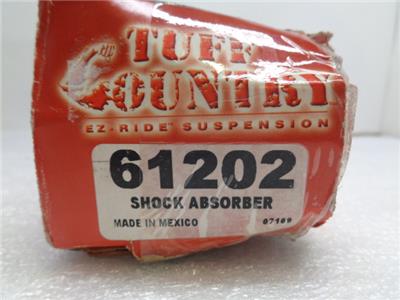 TUFF
COUNTRY
EZ-RIDE SUSPENSION
61202
SHOCK ABSORBER
MADE IN MEXICO 07109